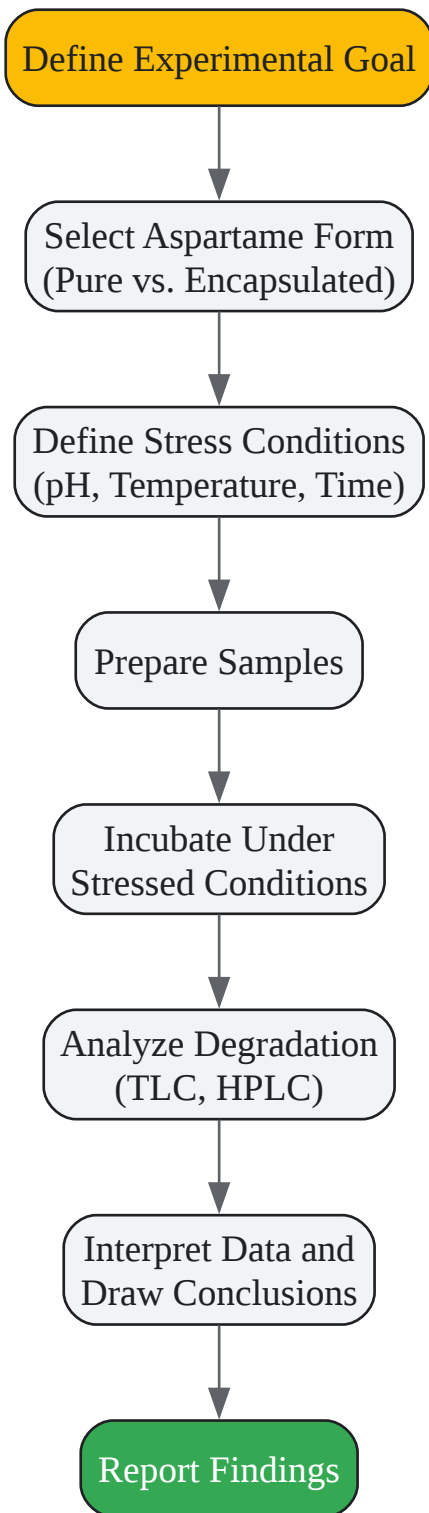 Define Experimental Goal
Select Aspartame Form
(Pure vs. Encapsulated)
Define Stress Conditions
(pH, Temperature, Time)
Prepare Samples
Incubate Under
Stressed Conditions
Analyze Degradation
(TLC, HPLC)
Interpret Data and
Draw Conclusions
Report Findings